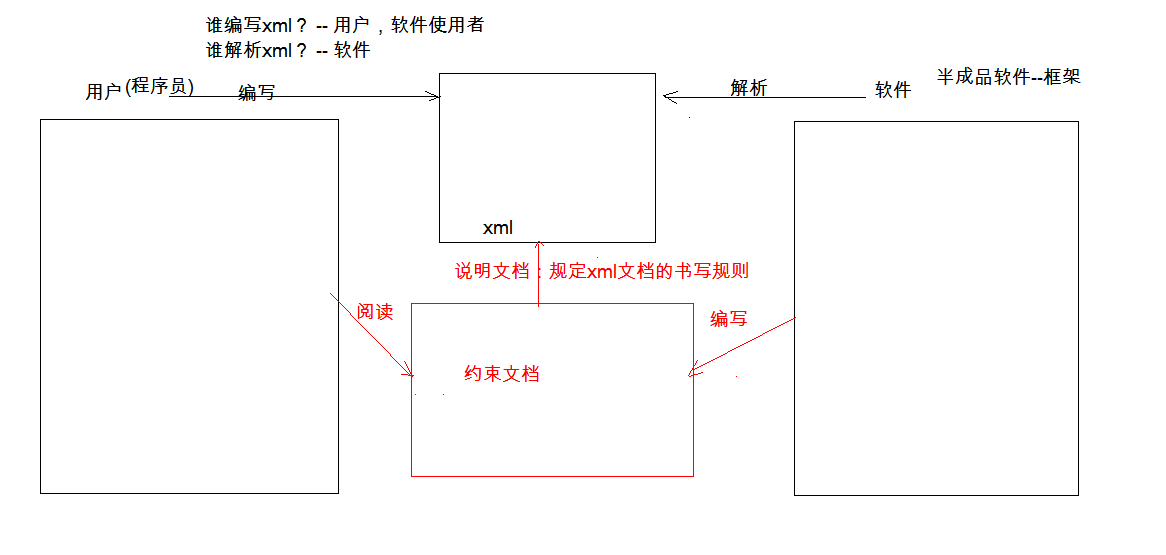 谁编写xml？ -- 用户，软件使用者
谁解析xml？ -- 软件
用户(程序员)
编写
解析
软件
半成品软件--框架
xml
说明文档：规定xml文档的书写规则
阅读
编写
约束文档